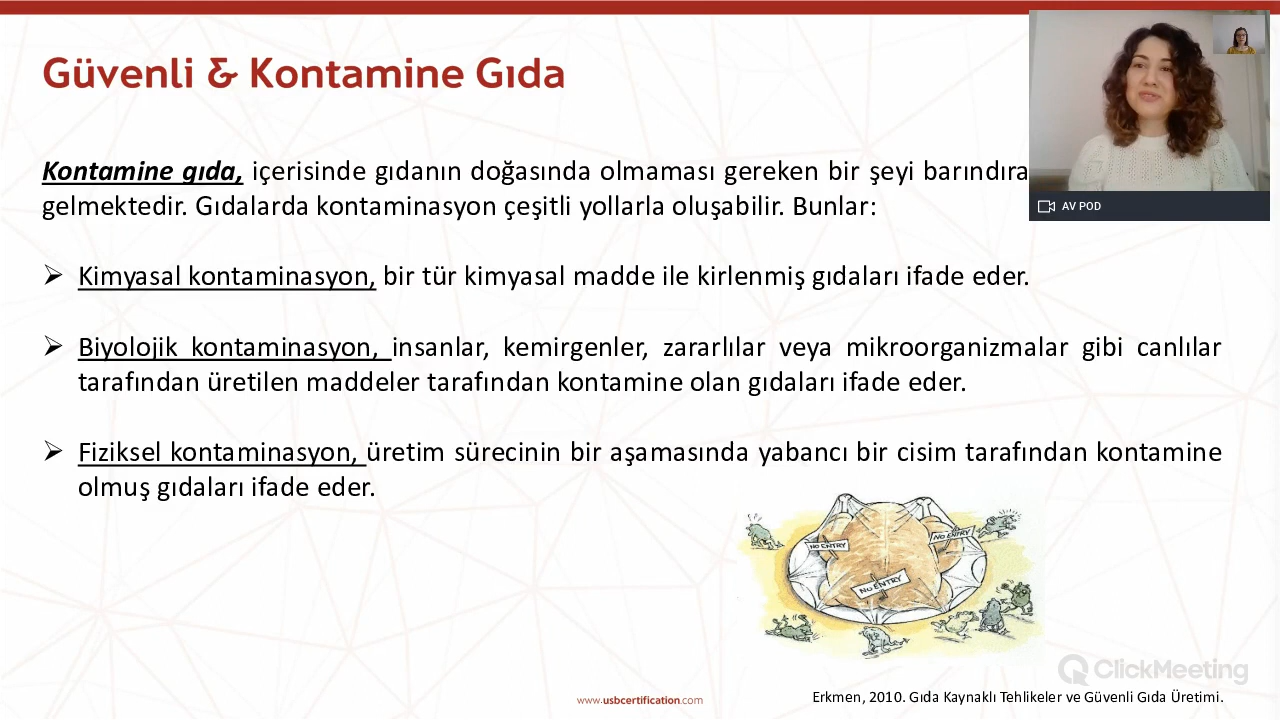 Güvenli & Kontamine Gıda
AV POD
Kontamine gıda, içerisinde gıdanın doğasında olmaması gereken bir şeyi barındıra
gelmektedir. Gıdalarda kontaminasyon çeşitli yollarla oluşabilir. Bunlar:
Kimyasal kontaminasyon, bir tür kimyasal madde ile kirlenmiş gıdaları ifade eder.
Biyolojik kontaminasyon, insanlar, kemirgenler, zararlılar veya mikroorganizmalar gibi canlılar
tarafından üretilen maddeler tarafından kontamine olan gıdaları ifade eder.
Fiziksel kontaminasyon, üretim sürecinin bir aşamasında yabancı bir cisim tarafından kontamine
olmuş gıdaları ifade eder.
NO ENTRY
NO ENTRY
NO ENTRY
ClickMeeting
www.usbcertification.com
Erkmen, 2010. Gıda Kaynaklı Tehlikeler ve Güvenli Gıda Üretimi.